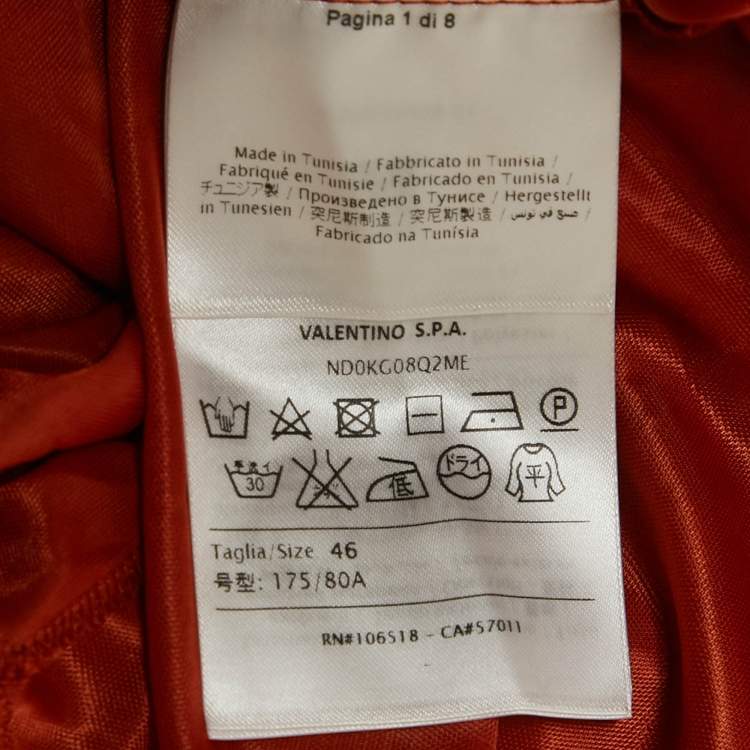 Pagina 1 di 8
Made in Tunisia / Fabbricato in Tunisia /
Fabriqué en Tunisie / Fabricado en Tunisia /
チュニジア製 / Произведено в Тунисе / Hergestellt
in Tunesien / 突尼斯制造 / 突尼斯製造 / صنع في تونس /
Fabricado na Tunísia
VALENTINO S.P.A.
ND0KG08Q2ME
P
手洗イ 30 低 ドライ 平
Taglia/Size 46
号型: 175/80A
RN#106518 - CA#57011